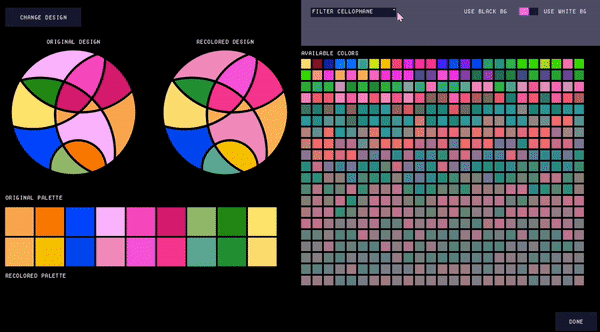 CHANGE DESIGN
FILTER CELLOPHANE
USE BLACK BG
USE WHITE BG
ORIGINAL DESIGN
RECOLORED DESIGN
AVAILABLE COLORS
ORIGINAL PALETTE
RECOLORED PALETTE
DONE